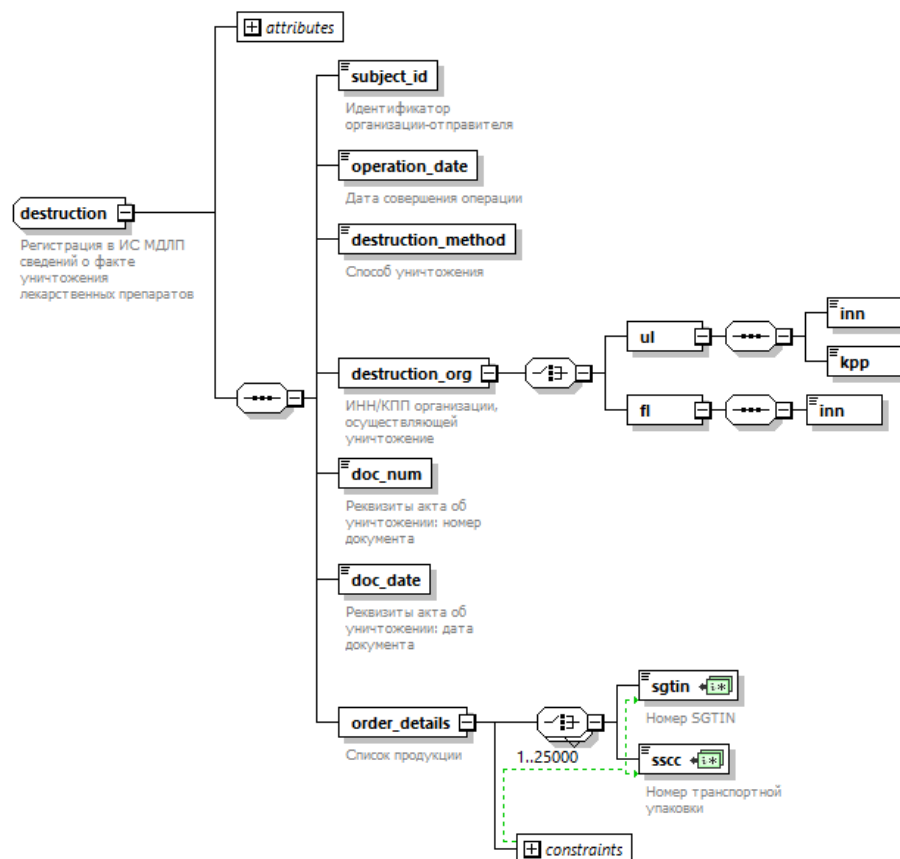 attributes
subject_id
Идентификатор
организации-отправителя
operation_date
Дата совершения операции
destruction
Регистрация в ИС МДЛП
сведений о факте
уничтожения
лекарственных препаратов
destruction_method
Способ уничтожения
destruction_org
ИНН/КПП организации,
осуществляющей
уничтожение
ul
inn
kpp
fl
inn
doc_num
Реквизиты акта об
уничтожении: номер
документа
doc_date
Реквизиты акта об
уничтожении: дата
документа
order_details
Список продукции
1..25000
sgtin
Номер SGTIN
sscc
Номер транспортной
упаковки
constraints